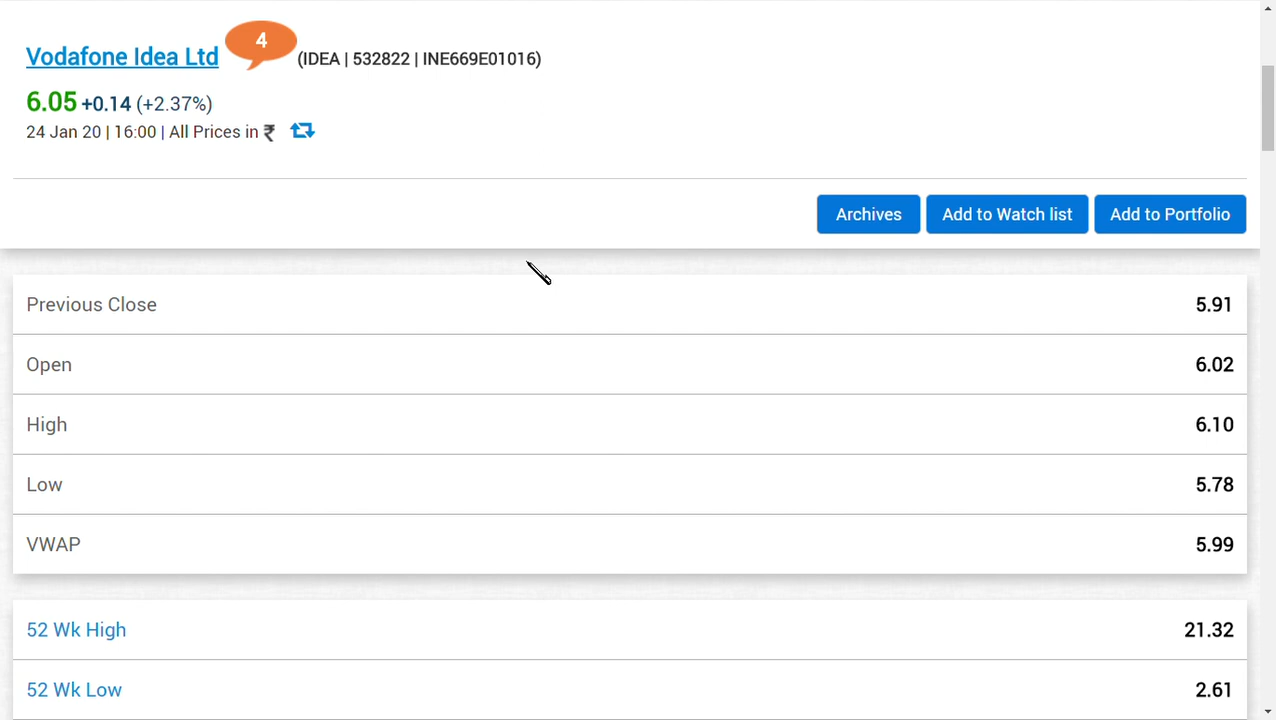 Vodafone Idea Ltd 4 (IDEA | 532822 | INE669E01016)
6.05 +0.14 (+2.37%)
24 Jan 20 | 16:00 | All Prices in ₹
Archives Add to Watch list Add to Portfolio
Previous Close 5.91
Open 6.02
High 6.10
Low 5.78
VWAP 5.99
52 Wk High 21.32
52 Wk Low 2.61